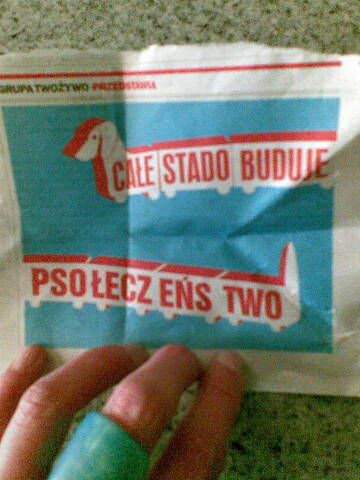 GRUPA TWOŻYWO PRZEDSTAWIA
CAŁE STADO BUDUJE
PSO ŁECZ EŃS TWO